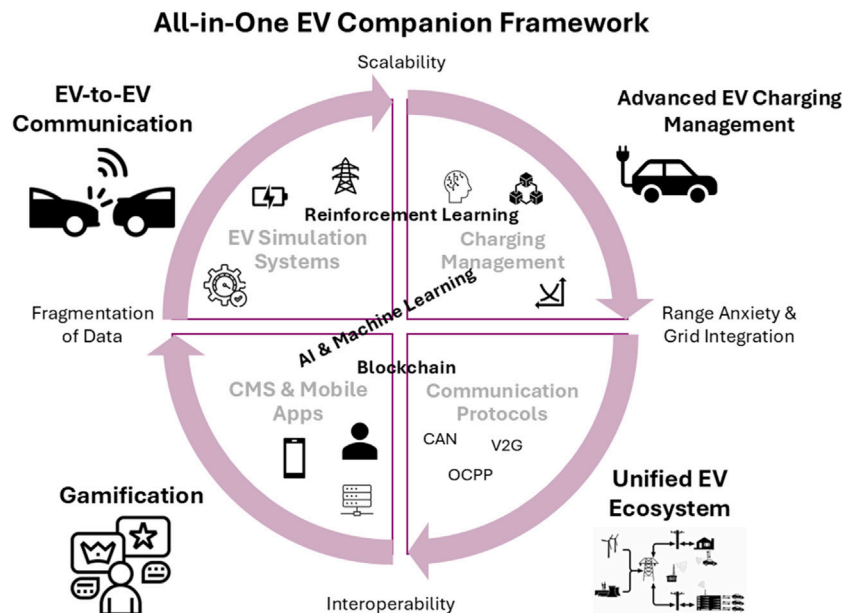 All-in-One EV Companion Framework
Scalability
EV-to-EV
Communication
Advanced EV Charging
Management
Reinforcement Learning
EV Simulation
Systems
Charging
Management
Fragmentation
of Data
AI & Machine Learning
Range Anxiety &
Grid Integration
Blockchain
CMS & Mobile
Apps
Communication
Protocols
CAN
V2G
OCPP
Gamification
Unified EV
Ecosystem
Interoperability